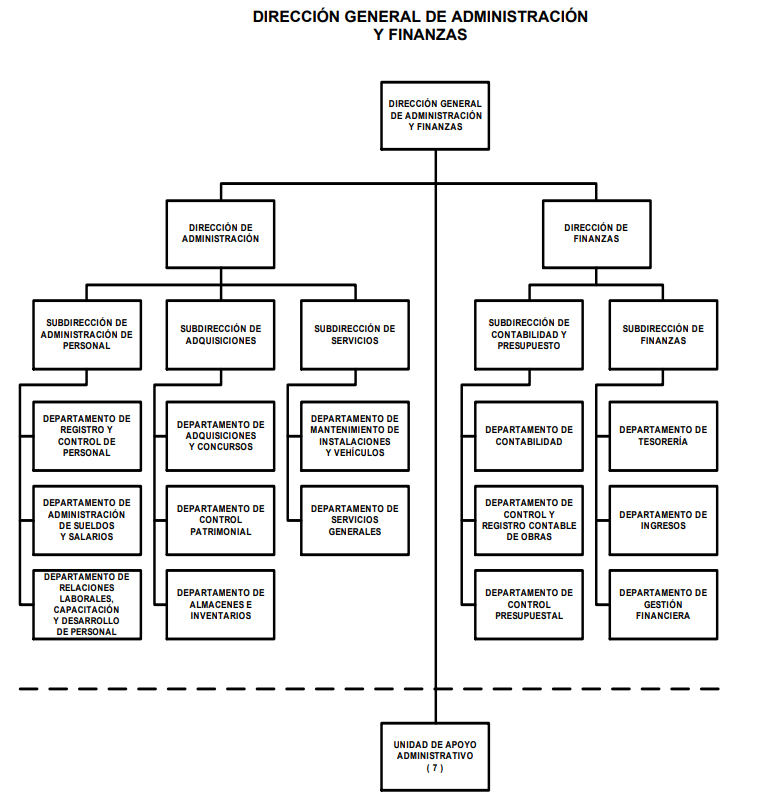 DIRECCIÓN GENERAL DE ADMINISTRACIÓN
Y FINANZAS
DIRECCIÓN GENERAL
DE ADMINISTRACIÓN
Y FINANZAS
DIRECCIÓN DE
ADMINISTRACIÓN
DIRECCIÓN DE
FINANZAS
SUBDIRECCIÓN DE
ADMINISTRACIÓN DE
PERSONAL
SUBDIRECCIÓN DE
ADQUISICIONES
SUBDIRECCIÓN DE
SERVICIOS
SUBDIRECCIÓN DE
CONTABILIDAD Y
PRESUPUESTO
SUBDIRECCIÓN DE
FINANZAS
DEPARTAMENTO DE
REGISTRO Y
CONTROL DE
PERSONAL
DEPARTAMENTO DE
ADQUISICIONES
Y CONCURSOS
DEPARTAMENTO DE
MANTENIMIENTO DE
INSTALACIONES
Y VEHÍCULOS
DEPARTAMENTO DE
CONTABILIDAD
DEPARTAMENTO DE
TESORERÍA
DEPARTAMENTO DE
ADMINISTRACIÓN
DE SUELDOS
Y SALARIOS
DEPARTAMENTO DE
CONTROL
PATRIMONIAL
DEPARTAMENTO DE
SERVICIOS
GENERALES
DEPARTAMENTO DE
CONTROL Y
REGISTRO CONTABLE
DE OBRAS
DEPARTAMENTO DE
INGRESOS
DEPARTAMENTO DE
RELACIONES
LABORALES,
CAPACITACIÓN
Y DESARROLLO
DE PERSONAL
DEPARTAMENTO DE
ALMACENES E
INVENTARIOS
DEPARTAMENTO DE
CONTROL
PRESUPUESTAL
DEPARTAMENTO DE
GESTIÓN
FINANCIERA
UNIDAD DE APOYO
ADMINISTRATIVO
( 7 )